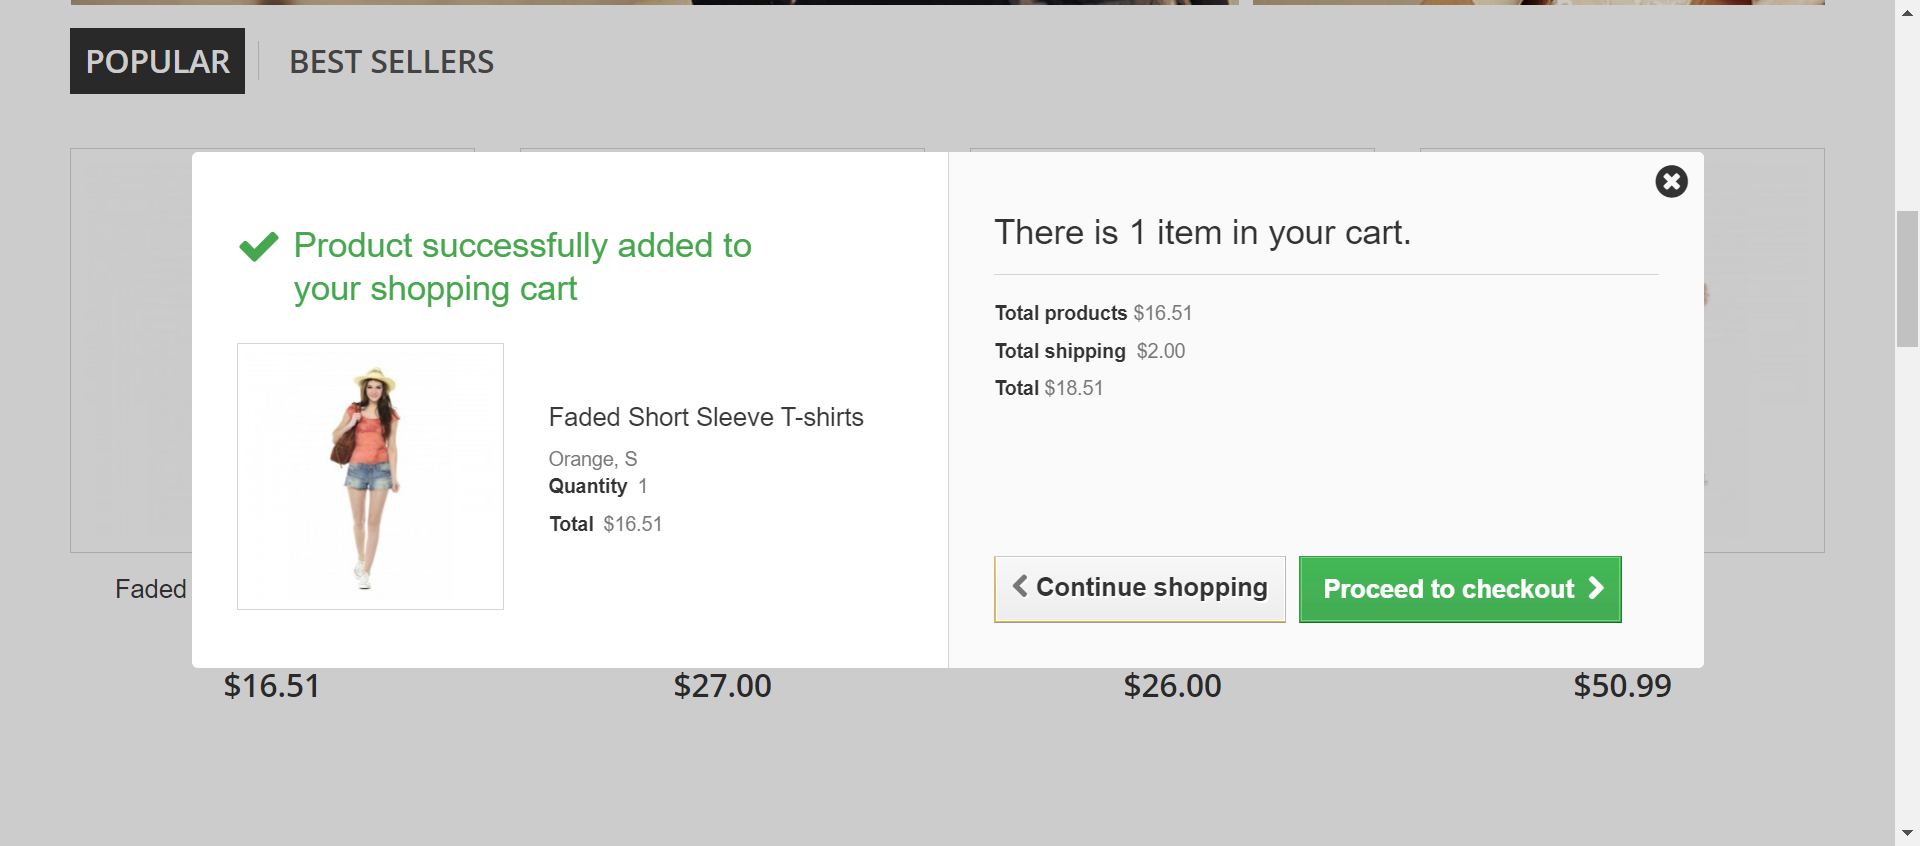 POPULAR
BEST SELLERS
Product successfully added to
your shopping cart
Faded Short Sleeve T-shirts
Orange, S
Quantity 1
Total $16.51
There is 1 item in your cart.
Total products $16.51
Total shipping $2.00
Total $18.51
Continue shopping
Proceed to checkout
Faded
$16.51
$27.00
$26.00
$50.99